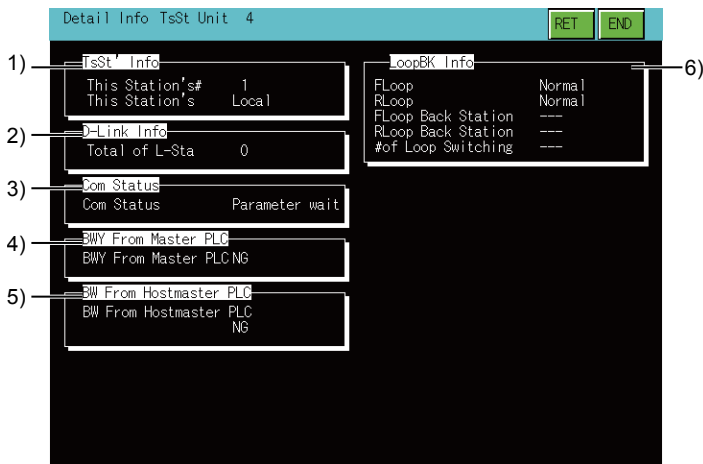 Detail Info TsSt Unit 4
RET END
1)
TsSt' Info
This Station's# 1
This Station's Local
2)
D-Link Info
Total of L-Sta 0
3)
Com Status
Com Status Parameter wait
4)
BWY From Master PLC
BWY From Master PLC NG
5)
BW From Hostmaster PLC
BW From Hostmaster PLC
NG
6)
LoopBK Info
FLoop Normal
RLoop Normal
FLoop Back Station ---
RLoop Back Station ---
#of Loop Switching ---